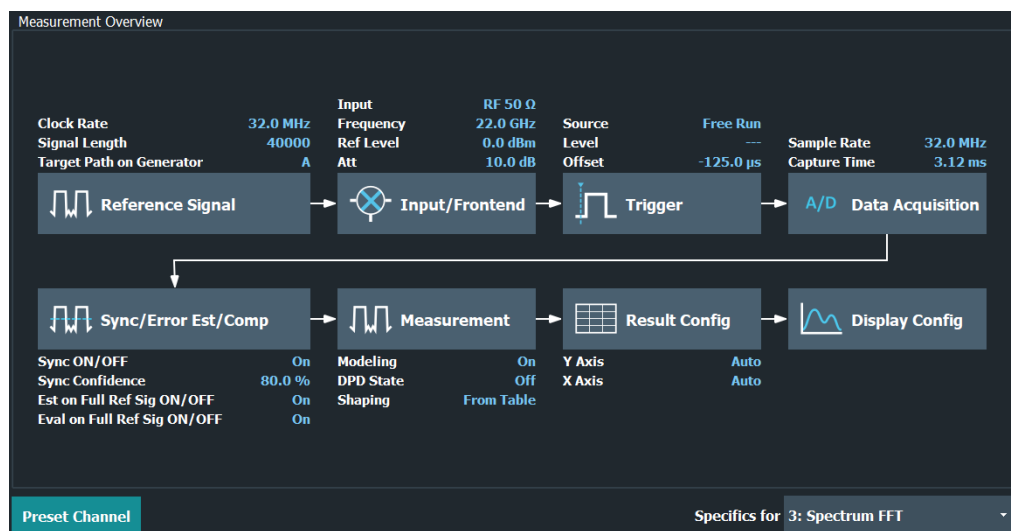 Measurement Overview
Input RF 50 Ω
Clock Rate 32.0 MHz Frequency 22.0 GHz Source Free Run
Signal Length 40000 Ref Level 0.0 dBm Level --- Sample Rate 32.0 MHz
Target Path on Generator A Att 10.0 dB Offset -125.0 µs Capture Time 3.12 ms
Reference Signal Input/Frontend Trigger A/D Data Acquisition
Sync/Error Est/Comp Measurement Result Config Display Config
Sync ON/OFF On Modeling On Y Axis Auto
Sync Confidence 80.0 % DPD State Off X Axis Auto
Est on Full Ref Sig ON/OFF On Shaping From Table
Eval on Full Ref Sig ON/OFF On
Preset Channel Specifics for 3: Spectrum FFT